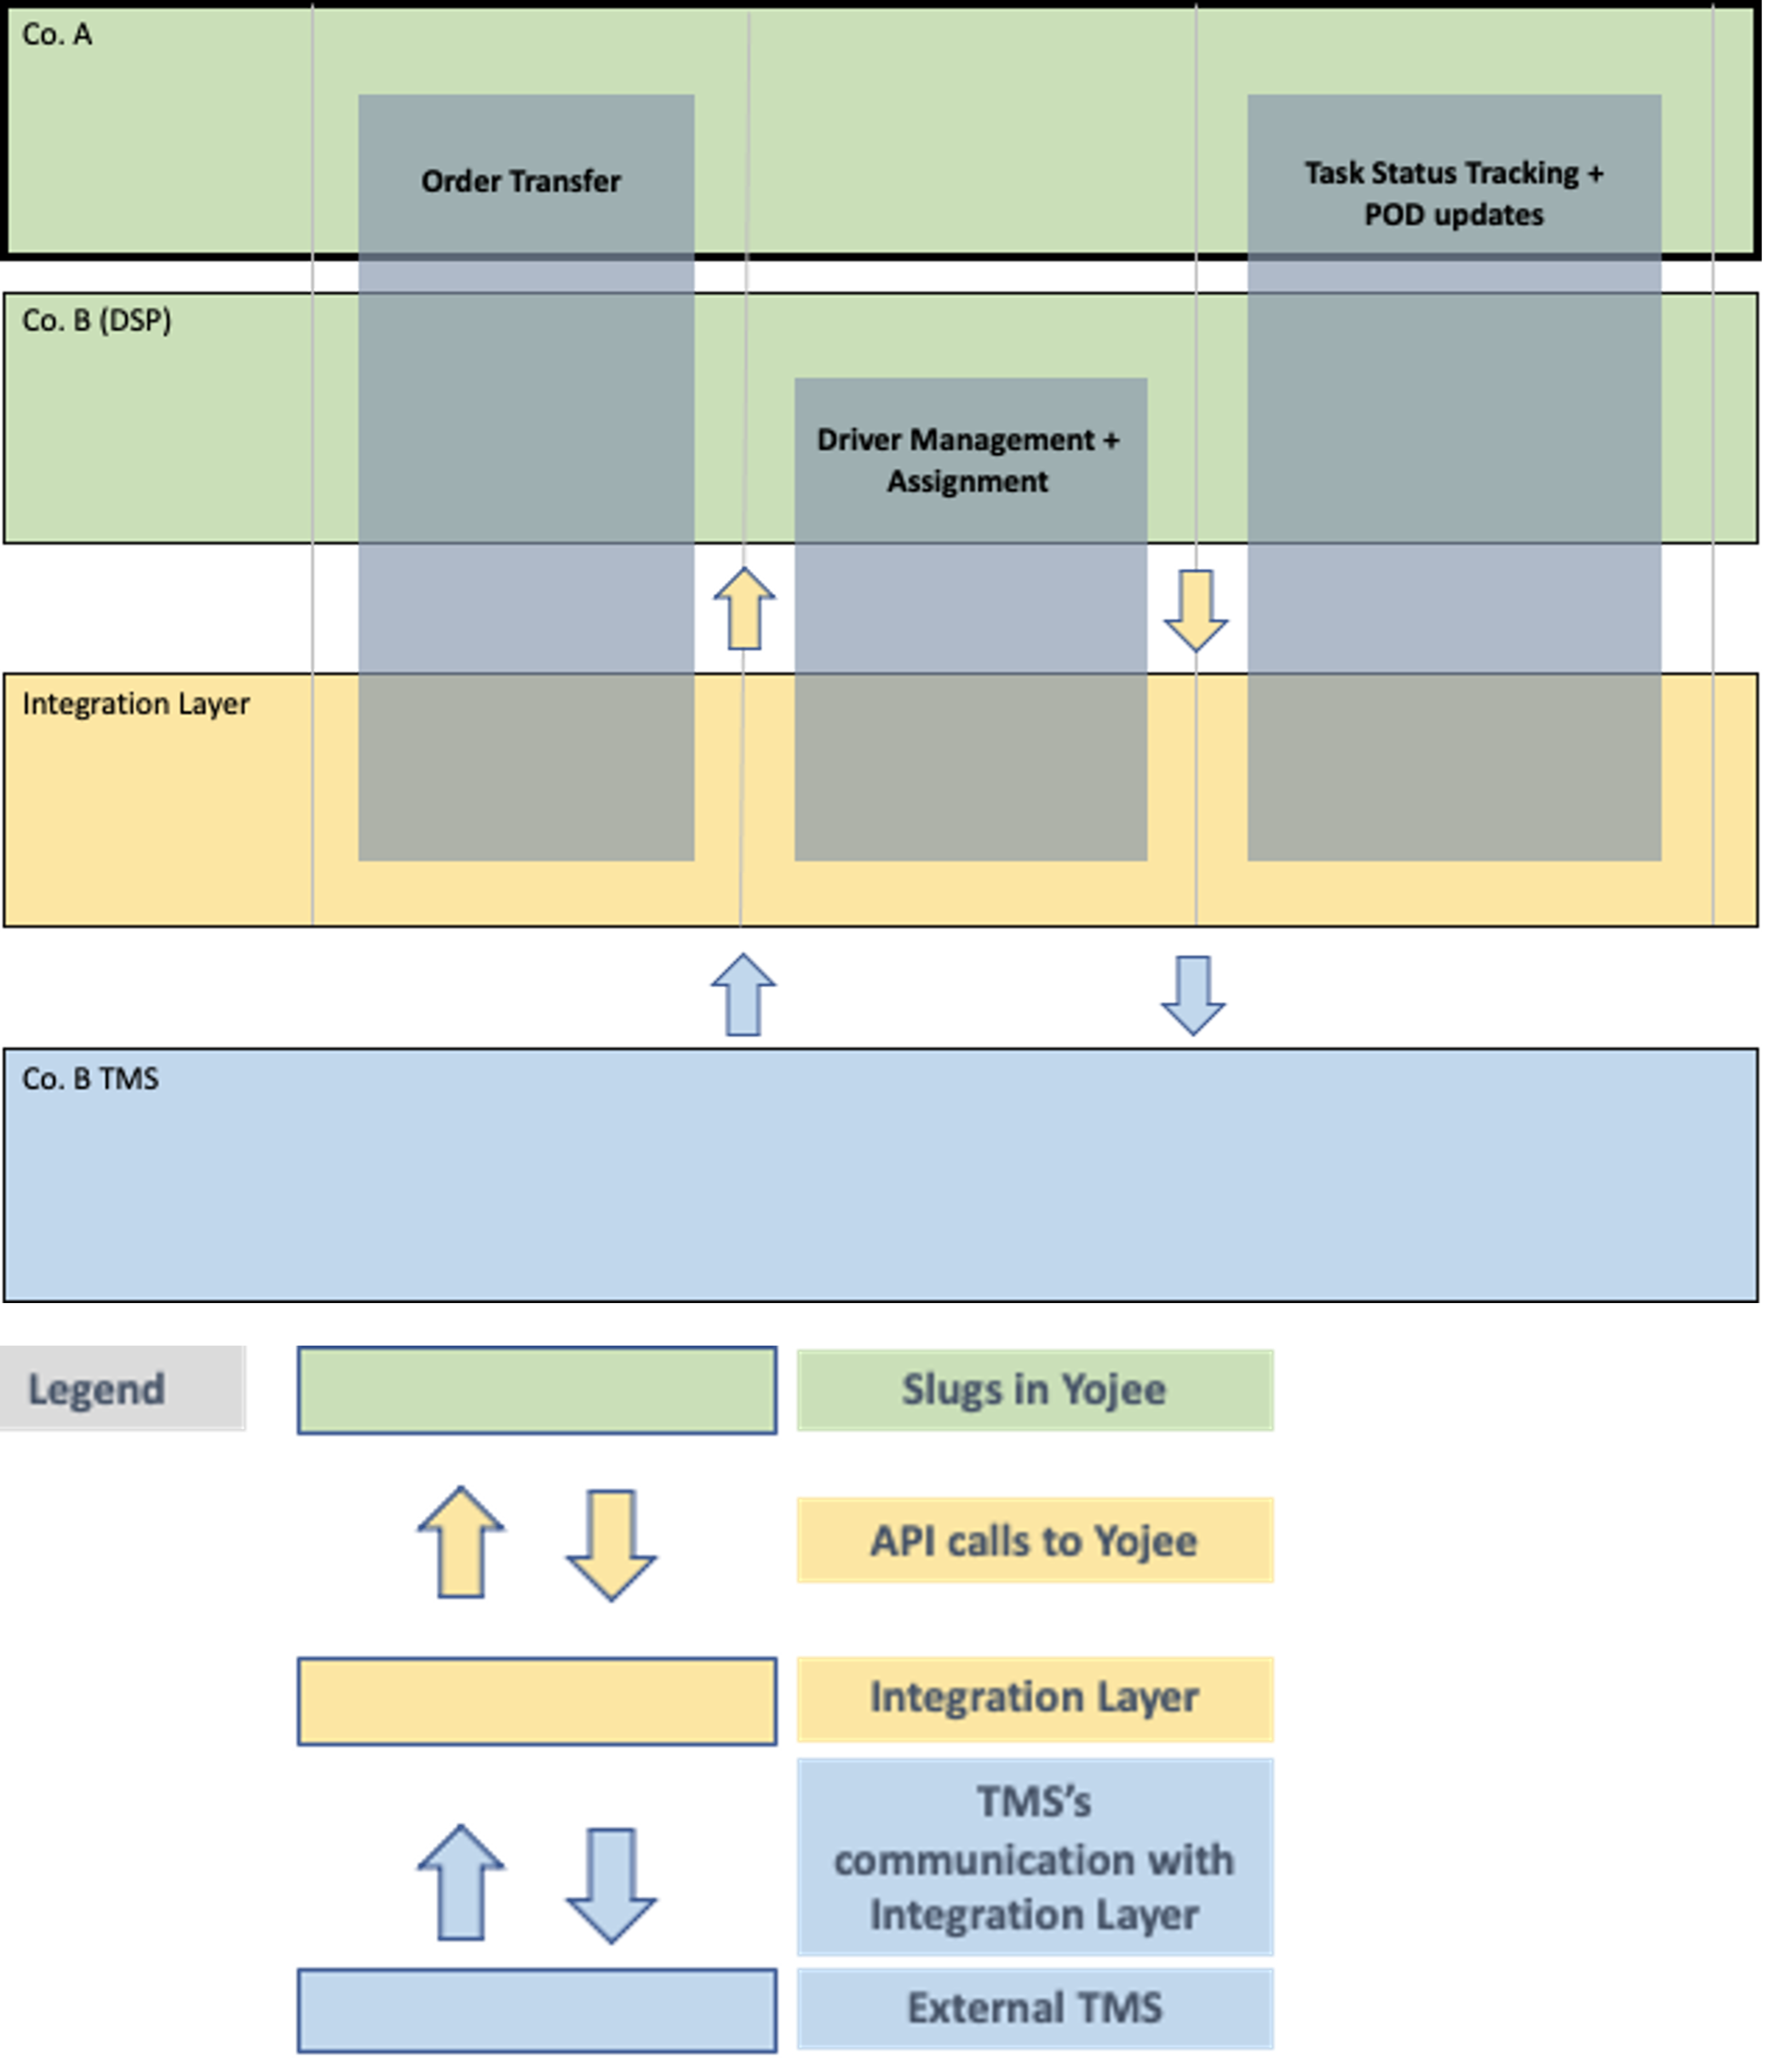 Co. A
Order Transfer
Task Status Tracking +
POD updates
Co. B (DSP)
Driver Management +
Assignment
Integration Layer
Co. B TMS
Legend
Slugs in Yojee
API calls to Yojee
Integration Layer
TMS’s
communication with
Integration Layer
External TMS